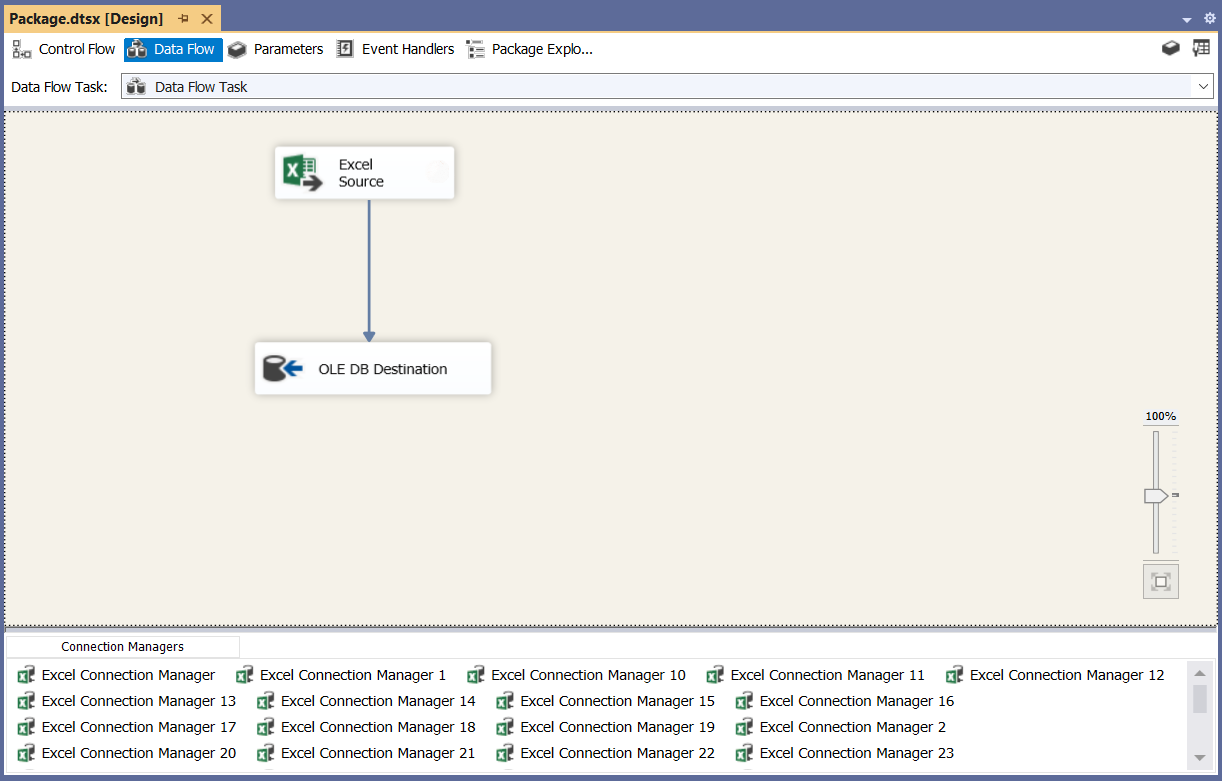 Package.dtsx [Design]
Control Flow Data Flow Parameters Event Handlers Package Explo...
Data Flow Task: Data Flow Task
Excel
Source
OLE DB Destination
100%
Connection Managers
Excel Connection Manager Excel Connection Manager 1 Excel Connection Manager 10 Excel Connection Manager 11 Excel Connection Manager 12
Excel Connection Manager 13 Excel Connection Manager 14 Excel Connection Manager 15 Excel Connection Manager 16
Excel Connection Manager 17 Excel Connection Manager 18 Excel Connection Manager 19 Excel Connection Manager 2
Excel Connection Manager 20 Excel Connection Manager 21 Excel Connection Manager 22 Excel Connection Manager 23